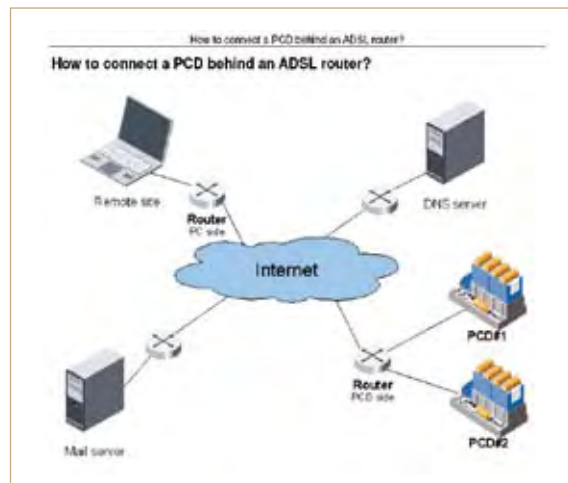 How to connect a PCD behind an ADSL router?
How to connect a PCD behind an ADSL router?
Remote site
Router
PC side
DNS server
Internet
PCD#1
Router
PCD side
PCD#2
Mail server